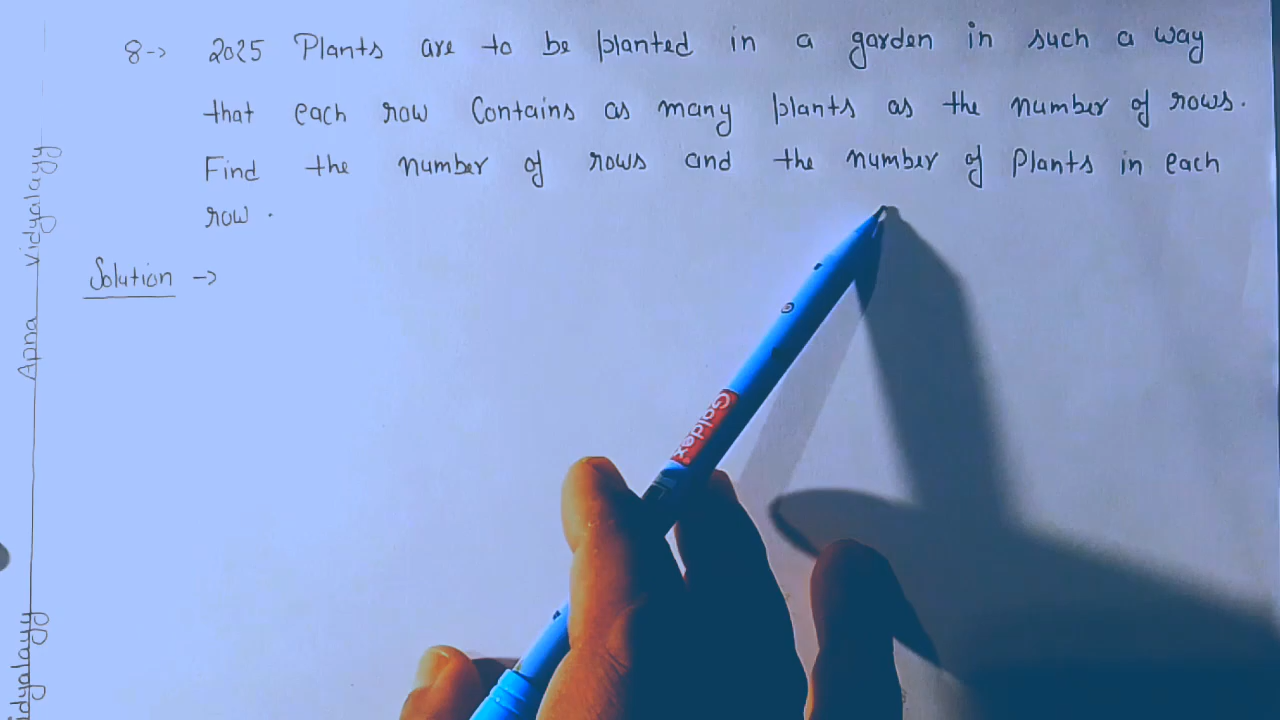 8-> 2025 Plants are to be planted in a garden in such a way
that each row Contains as many plants as the number of rows.
Find the number of rows and the number of Plants in each
row.
Solution ->
Apna Vidyalayy
idyalayy
Goldex